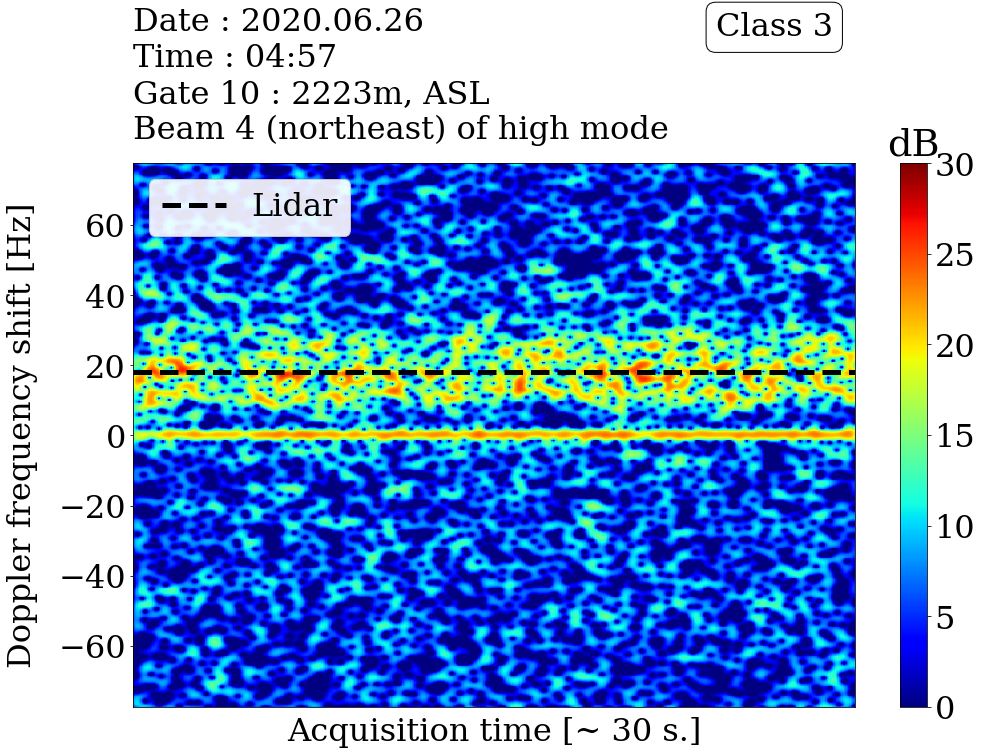 Date : 2020.06.26
Time : 04:57
Gate 10 : 2223m, ASL
Beam 4 (northeast) of high mode
Class 3
dB
Lidar
Doppler frequency shift [Hz]
60
40
20
0
−20
−40
−60
30
25
20
15
10
5
0
Acquisition time [~ 30 s.]